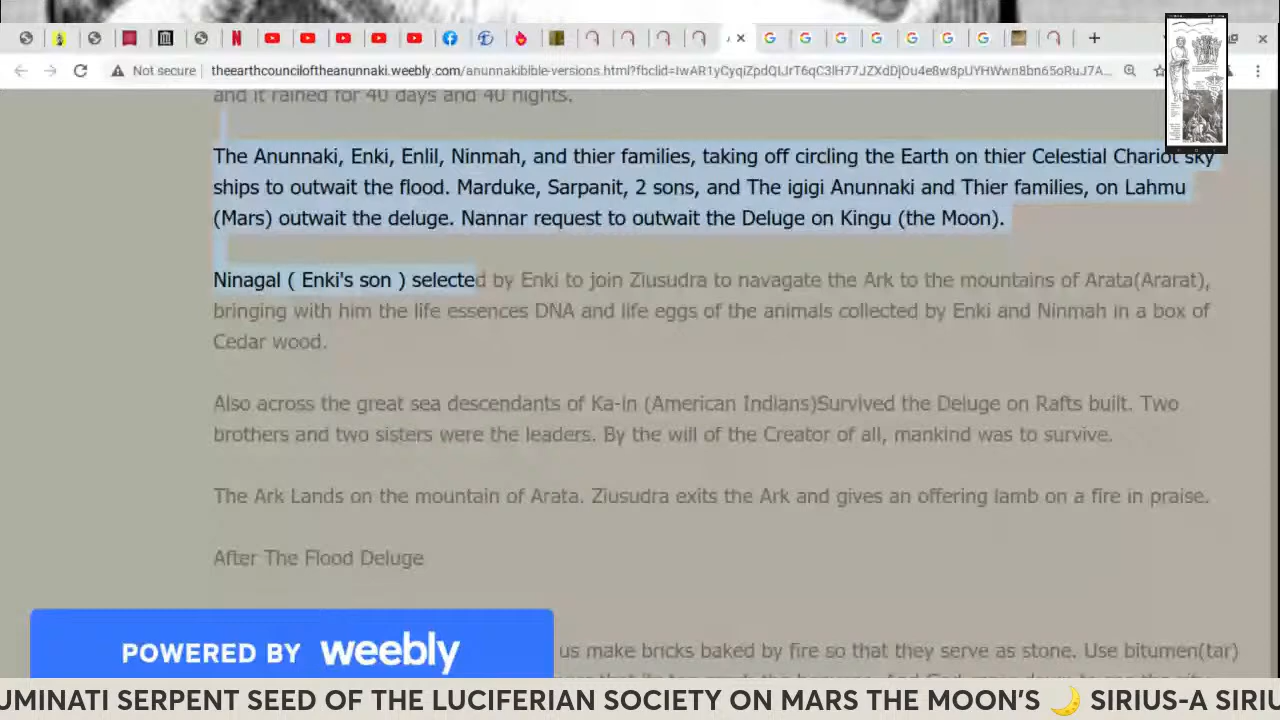 Not secure
theearthcounciloftheanunnaki.weebly.com/anunnakibible-versions.html?fbclid=
and it rained for 40 days and 40 nights.
The Anunnaki, Enki, Enlil, Ninmah, and thier families, taking off circling the Earth on thier Celestial Chariot sky
ships to outwait the flood. Marduke, Sarpanit, 2 sons, and The igigi Anunnaki and Thier families, on Lahmu
(Mars) outwait the deluge. Nannar request to outwait the Deluge on Kingu (the Moon).
Ninagal ( Enki's son ) selected by Enki to join Ziusudra to navagate the Ark to the mountains of Arata(Ararat),
bringing with him the life essences DNA and life eggs of the animals collected by Enki and Ninmah in a box of
Cedar wood.
Also across the great sea descendants of Ka-in (American Indians)Survived the Deluge on Rafts built. Two
brothers and two sisters were the leaders. By the will of the Creator of all, mankind was to survive.
The Ark Lands on the mountain of Arata. Ziusudra exits the Ark and gives an offering lamb on a fire in praise.
After The Flood Deluge
us make bricks baked by fire so that they serve as stone. Use bitumen(tar)
POWERED BY weebly
UMINATI SERPENT SEED OF THE LUCIFERIAN SOCIETY ON MARS THE MOON'S 🌙 SIRIUS-A SIRIU